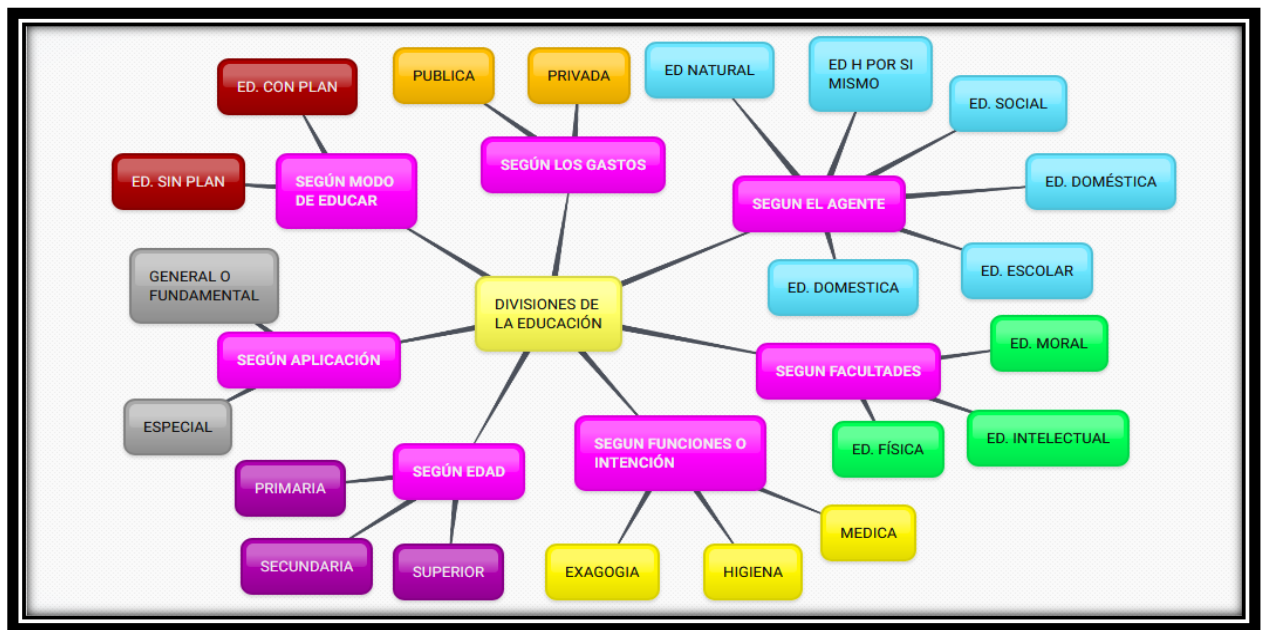 DIVISIONES DE
LA EDUCACIÓN
SEGÚN MODO
DE EDUCAR
ED. CON PLAN
ED. SIN PLAN
SEGÚN LOS GASTOS
PUBLICA
PRIVADA
SEGUN EL AGENTE
ED NATURAL
ED H POR SI
MISMO
ED. SOCIAL
ED. DOMÉSTICA
ED. ESCOLAR
ED. DOMESTICA
SEGUN FACULTADES
ED. MORAL
ED. INTELECTUAL
ED. FÍSICA
SEGUN FUNCIONES O
INTENCIÓN
MEDICA
HIGIENA
EXAGOGIA
SEGÚN EDAD
PRIMARIA
SECUNDARIA
SUPERIOR
SEGÚN APLICACIÓN
GENERAL O
FUNDAMENTAL
ESPECIAL